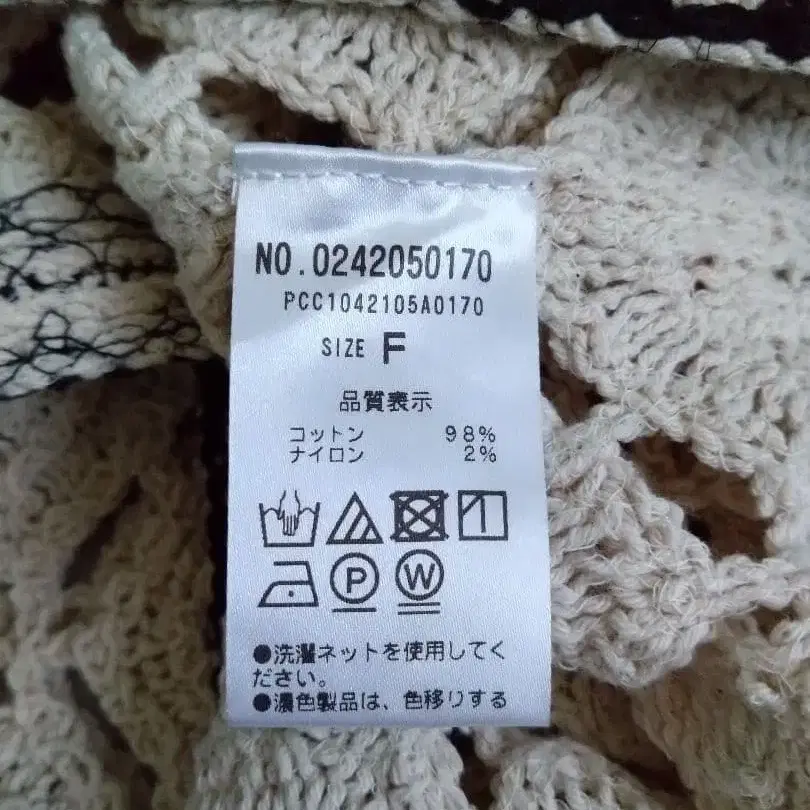 NO.0242050170
PCC1042105A0170
SIZE F
品質表示
コットン 98%
ナイロン 2%
P W
●洗濯ネットを使用してく
ださい。
●濃色製品は、色移りする